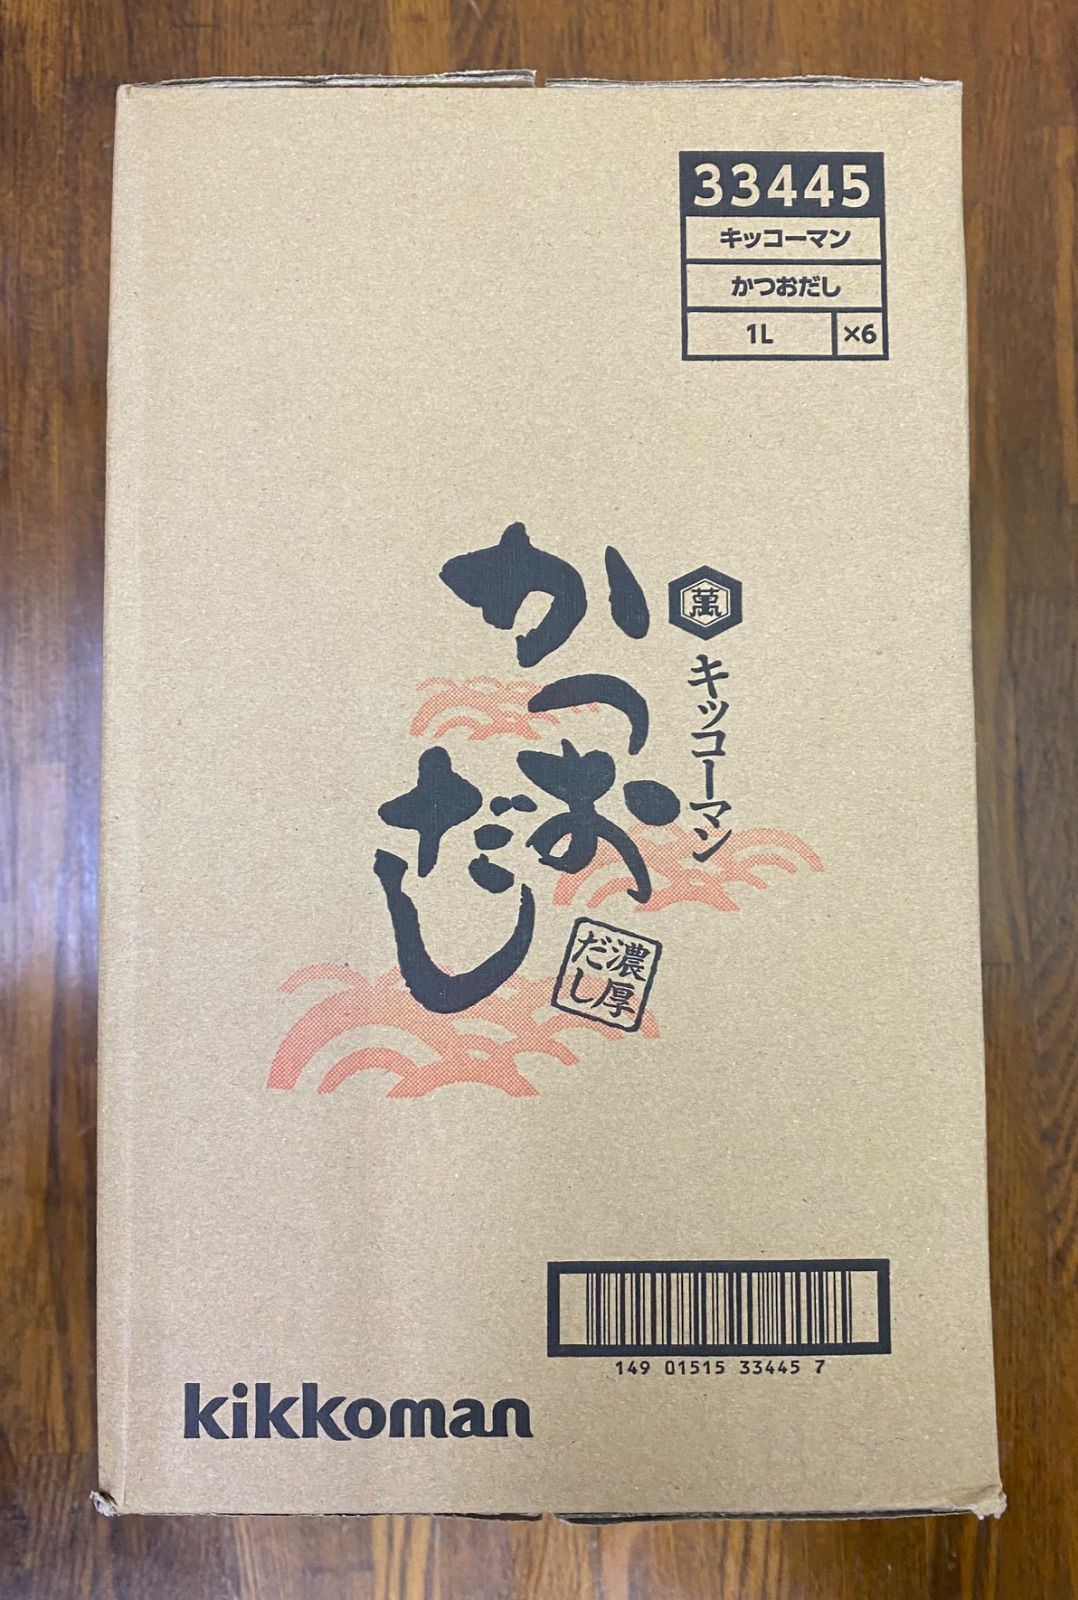 33445
キッコーマン
かつおだし
1L ×6
萬
キッコーマン
かつお
だし
濃厚
だし
149 01515 33445 7
kikkoman